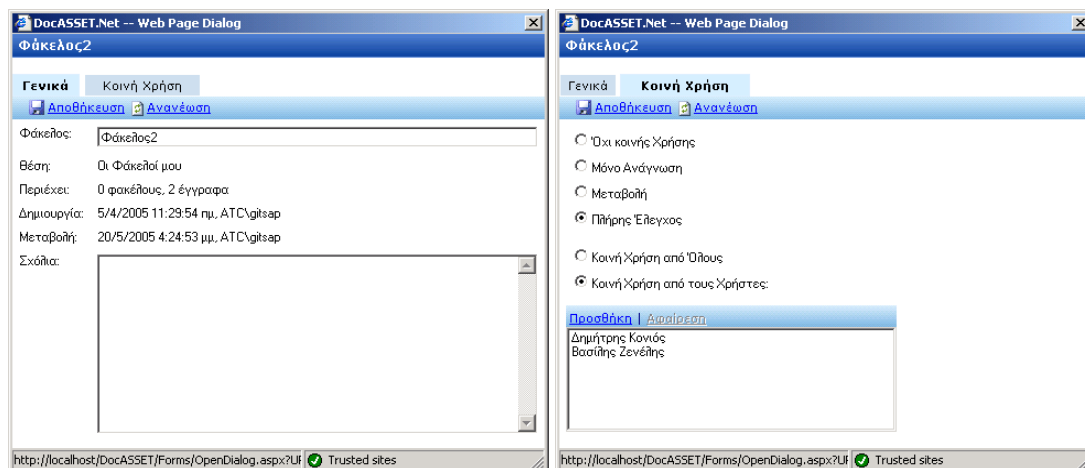 DocASSET.Net -- Web Page Dialog
Φάκελος2
Γενικά Κοινή Χρήση
Αποθήκευση Ανανέωση
Φάκελος: Φάκελος2
Θέση: Οι Φάκελοί μου
Περιέχει: 0 φακέλους, 2 έγγραφα
Δημιουργία: 5/4/2005 11:29:54 πμ, ATC\gitsap
Μεταβολή: 20/5/2005 4:24:53 μμ, ATC\gitsap
Σχόλια:
http://localhost/DocASSET/Forms/OpenDialog.aspx?UF Trusted sites
DocASSET.Net -- Web Page Dialog
Φάκελος2
Γενικά Κοινή Χρήση
Αποθήκευση Ανανέωση
Όχι κοινής Χρήσης
Μόνο Ανάγνωση
Μεταβολή
Πλήρης Έλεγχος
Κοινή Χρήση από Όλους
Κοινή Χρήση από τους Χρήστες:
Προσθήκη | Αφαίρεση
Δημήτρης Κονιός
Βασίλης Ζενέλης
http://localhost/DocASSET/Forms/OpenDialog.aspx?UF Trusted sites